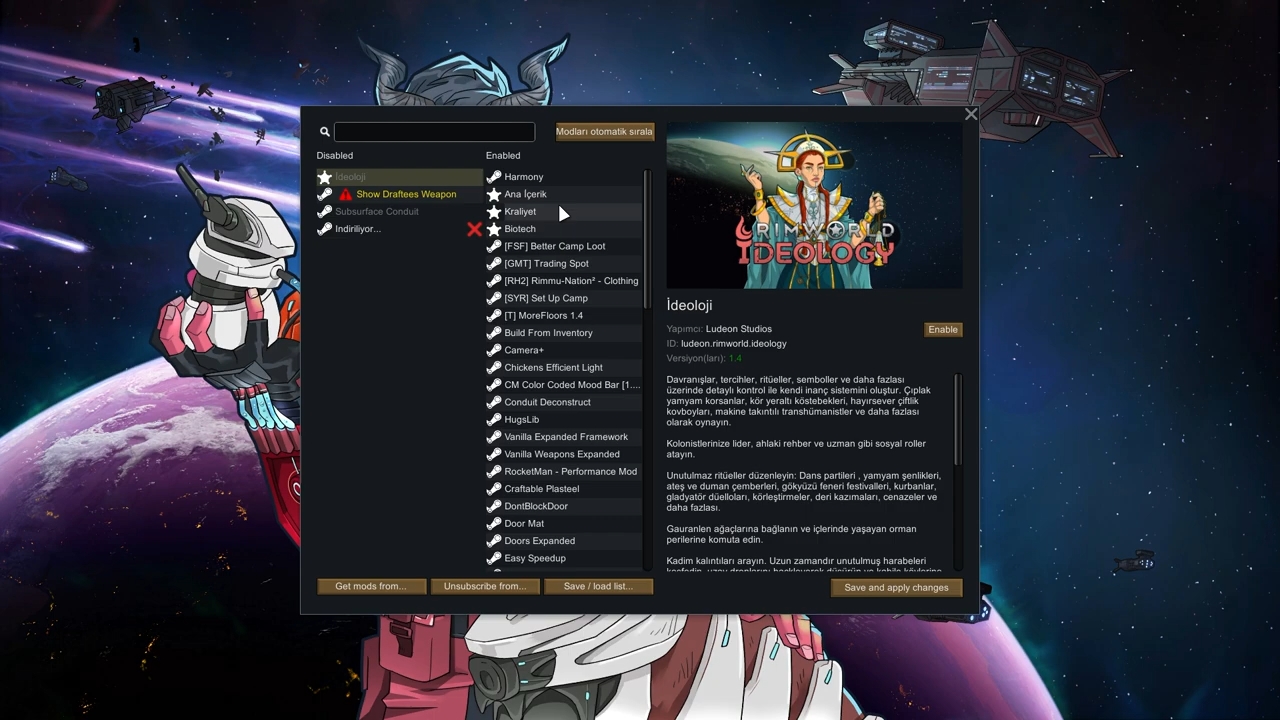 Modları otomatik sırala
Disabled
Enabled
İdeoloji
Show Draftees Weapon
Subsurface Conduit
İndiriliyor...
Harmony
Ana İçerik
Kraliyet
Biotech
[FSF] Better Camp Loot
[GMT] Trading Spot
[RH2] Rimmu-Nation² - Clothing
[SYR] Set Up Camp
[T] MoreFloors 1.4
Build From Inventory
Camera+
Chickens Efficient Light
CM Color Coded Mood Bar [1....
Conduit Deconstruct
HugsLib
Vanilla Expanded Framework
Vanilla Weapons Expanded
RocketMan - Performance Mod
Craftable Plasteel
DontBlockDoor
Door Mat
Doors Expanded
Easy Speedup
Get mods from...
Unsubscribe from...
Save / load list...
RIMWORLD
IDEOLOGY
İdeoloji
Yapımcı: Ludeon Studios
Enable
ID: ludeon.rimworld.ideology
Versiyon(ları): 1.4
Davranışlar, tercihler, ritüeller, semboller ve daha fazlası
üzerinde detaylı kontrol ile kendi inanç sistemini oluştur. Çıplak
yamyam korsanlar, kör yeraltı köstebekleri, hayırsever çiftlik
kovboyları, makine takıntılı transhümanistler ve daha fazlası
olarak oynayın.
Kolonistlerinize lider, ahlaki rehber ve uzman gibi sosyal roller
atayın.
Unutulmaz ritüeller düzenleyin: Dans partileri , yamyam şenlikleri,
ateş ve duman çemberleri, gökyüzü feneri festivalleri, kurbanlar,
gladyatör düelloları, körleştirmeler, deri kazımaları, cenazeler ve
daha fazlası.
Gauranlen ağaçlarına bağlanın ve içlerinde yaşayan orman
perilerine komuta edin.
Kadim kalıntıları arayın. Uzun zamandır unutulmuş harabeleri
Save and apply changes